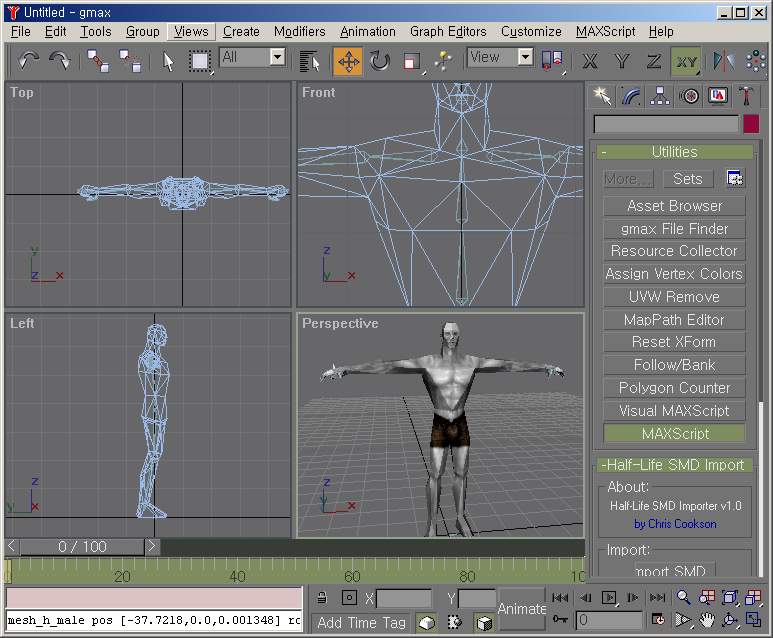 Untitled - gmax
File Edit Tools Group Views Create Modifiers Animation Graph Editors Customize MAXScript Help
All View X Y Z XY
Top
Front
y
z x
z
y x
Left
Perspective
z
y x
z
y x
Utilities
More... Sets
Asset Browser
gmax File Finder
Resource Collector
Assign Vertex Colors
UVW Remove
MapPath Editor
Reset XForm
Follow/Bank
Polygon Counter
Visual MAXScript
MAXScript
-Half-Life SMD Import
About:
Half-Life SMD Importer v1.0
by Chris Cookson
Import:
mport SMD
< 0 / 100 >
0 20 40 60 80 10
X Y Animate
mesh_h_male pos [-37.7218,0.0,0.001348] ro
Add Time Tag
0